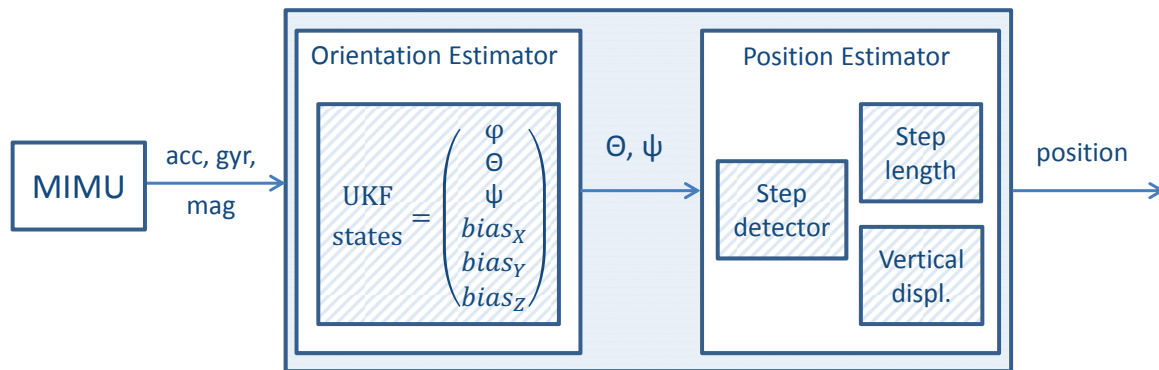 MIMU
acc, gyr,
mag
Orientation Estimator
UKF
states
=
φ
Θ
ψ
bias_X
bias_Y
bias_Z
Θ, ψ
Position Estimator
Step
detector
Step
length
Vertical
displ.
position